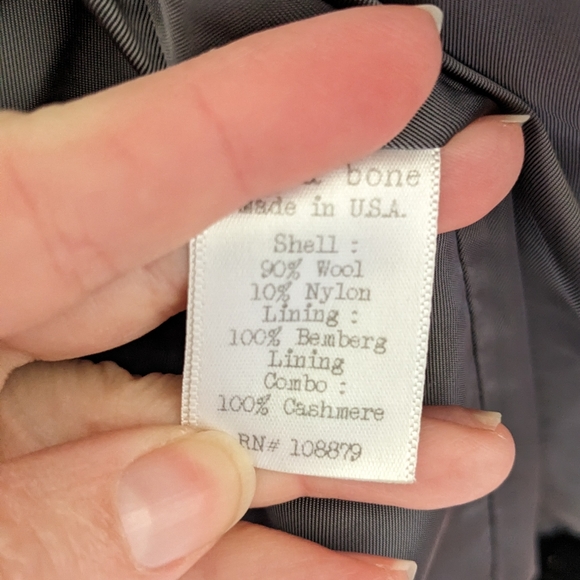 bone
made in U.S.A.
Shell :
90% Wool
10% Nylon
Lining :
100% Bemberg
Lining
Combo :
100% Cashmere
RN# 108879